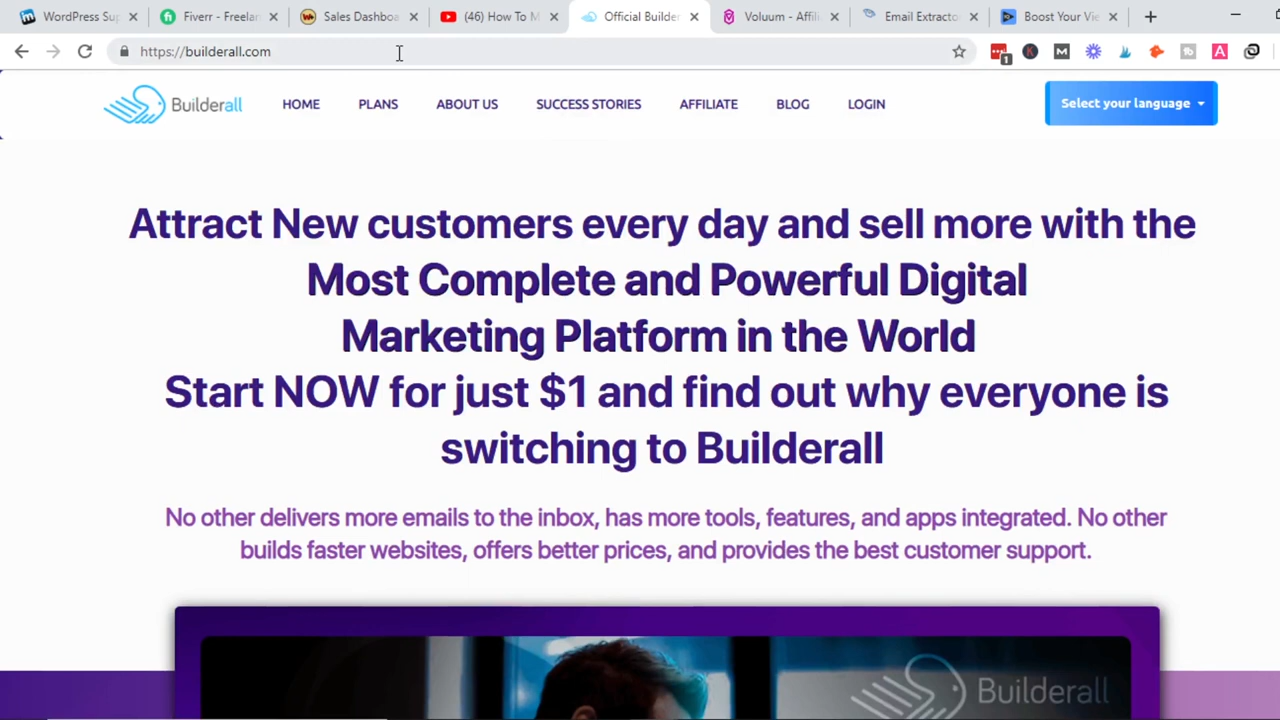 WordPress Sup
Fiverr - Freelan
Sales Dashboa
(46) How To M
Official Builder
Voluum - Affili
Email Extracto
Boost Your Vie
https://builderall.com
1
Builderall
HOME
PLANS
ABOUT US
SUCCESS STORIES
AFFILIATE
BLOG
LOGIN
Select your language
Attract New customers every day and sell more with the
Most Complete and Powerful Digital
Marketing Platform in the World
Start NOW for just $1 and find out why everyone is
switching to Builderall
No other delivers more emails to the inbox, has more tools, features, and apps integrated. No other
builds faster websites, offers better prices, and provides the best customer support.
Builderall